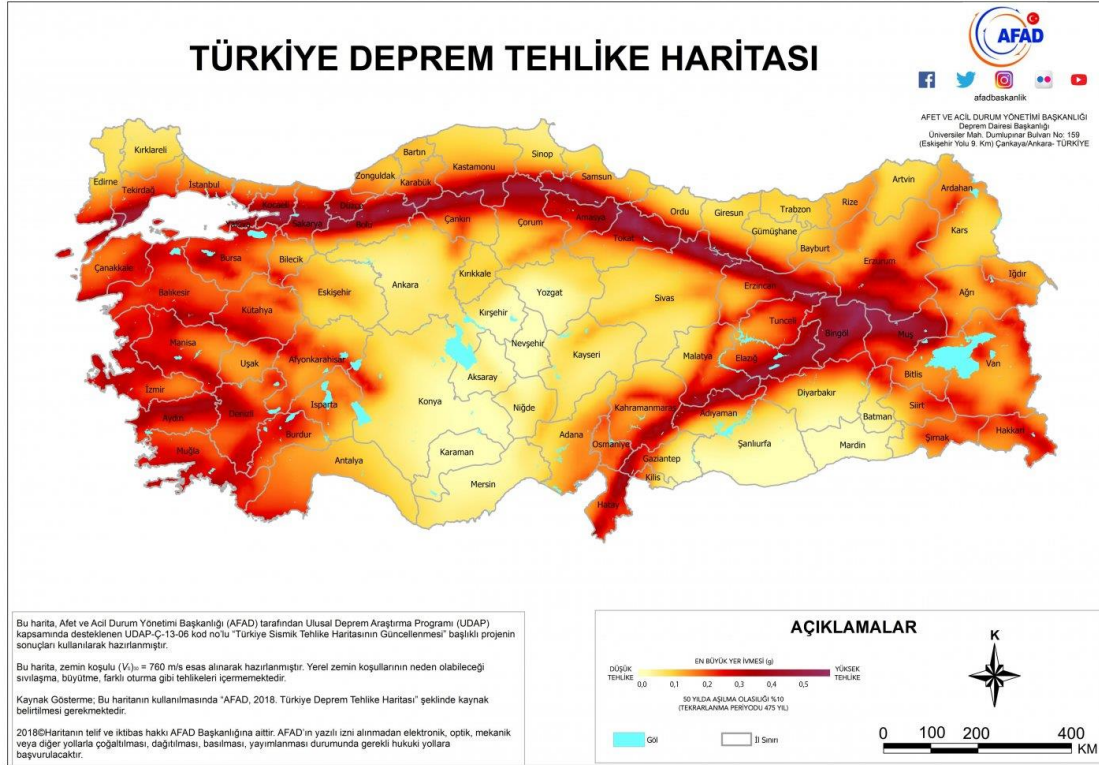 TÜRKİYE DEPREM TEHLİKE HARİTASI
AFAD
afadbaskanlik
AFET VE ACİL DURUM YÖNETİMİ BAŞKANLIĞI
Deprem Dairesi Başkanlığı
Üniversiler Mah. Dumlupınar Bulvarı No: 159
(Eskişehir Yolu 9. Km) Çankaya/Ankara- TÜRKİYE
Kırklareli
Edirne
Tekirdağ
İstanbul
Kocaeli
Sakarya
Düzce
Bolu
Zonguldak
Bartın
Karabük
Kastamonu
Sinop
Samsun
Çankırı
Çorum
Amasya
Tokat
Ordu
Giresun
Trabzon
Gümüşhane
Bayburt
Rize
Artvin
Ardahan
Kars
Erzurum
Iğdır
Ağrı
Çanakkale
Balıkesir
Bursa
Bilecik
Eskişehir
Kütahya
Ankara
Kırıkkale
Kırşehir
Yozgat
Sivas
Erzincan
Tunceli
Bingöl
Muş
Van
Bitlis
Manisa
Uşak
Afyonkarahisar
İzmir
Aydın
Denizli
Isparta
Burdur
Muğla
Antalya
Konya
Aksaray
Nevşehir
Niğde
Kayseri
Karaman
Mersin
Adana
Osmaniye
Hatay
Kahramanmaraş
Malatya
Elazığ
Adıyaman
Gaziantep
Kilis
Şanlıurfa
Diyarbakır
Mardin
Batman
Siirt
Şırnak
Hakkari
Bu harita, Afet ve Acil Durum Yönetimi Başkanlığı (AFAD) tarafından Ulusal Deprem Araştırma Programı (UDAP)
kapsamında desteklenen UDAP-Ç-13-06 kod no'lu "Türkiye Sismik Tehlike Haritasının Güncellenmesi" başlıklı projenin
sonuçları kullanılarak hazırlanmıştır.
Bu harita, zemin koşulu (Vs)30 = 760 m/s esas alınarak hazırlanmıştır. Yerel zemin koşullarının neden olabileceği
sıvılaşma, büyütme, farklı oturma gibi tehlikeleri içermemektedir.
Kaynak Gösterme; Bu haritanın kullanılmasında "AFAD, 2018. Türkiye Deprem Tehlike Haritası" şeklinde kaynak
belirtilmesi gerekmektedir.
2018©Haritanın telif ve iktibas hakkı AFAD Başkanlığına aittir. AFAD'ın yazılı izni alınmadan elektronik, optik, mekanik
veya diğer yollarla çoğaltılması, dağıtılması, basılması, yayımlanması durumunda gerekli hukuki yollara
başvurulacaktır.
AÇIKLAMALAR
EN BÜYÜK YER İVMESİ (g)
DÜŞÜK TEHLİKE
YÜKSEK TEHLİKE
0,0 0,1 0,2 0,3 0,4 0,5
50 YILDA AŞILMA OLASILIĞI %10
(TEKRARLANMA PERİYODU 475 YIL)
Göl
İl Sınırı
K
0 100 200 400
KM